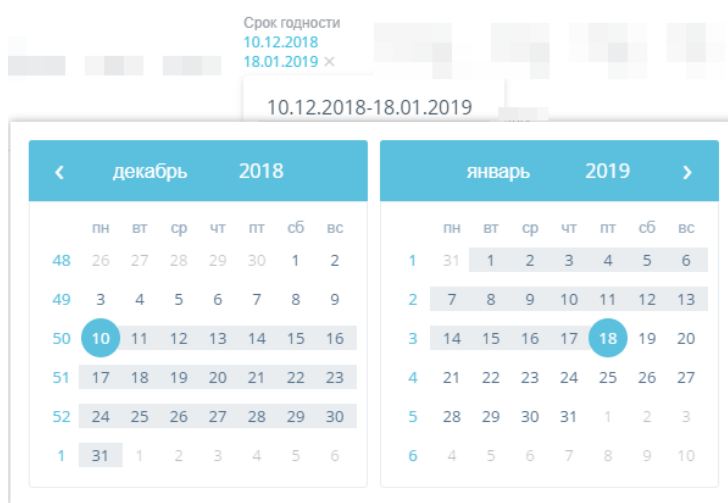 Срок годности
10.12.2018
18.01.2019 ×
10.12.2018-18.01.2019
‹ декабрь 2018
пн вт ср чт пт сб вс
48 26 27 28 29 30 1 2
49 3 4 5 6 7 8 9
50 10 11 12 13 14 15 16
51 17 18 19 20 21 22 23
52 24 25 26 27 28 29 30
1 31 1 2 3 4 5 6
январь 2019 ›
пн вт ср чт пт сб вс
1 31 1 2 3 4 5 6
2 7 8 9 10 11 12 13
3 14 15 16 17 18 19 20
4 21 22 23 24 25 26 27
5 28 29 30 31 1 2 3
6 4 5 6 7 8 9 10